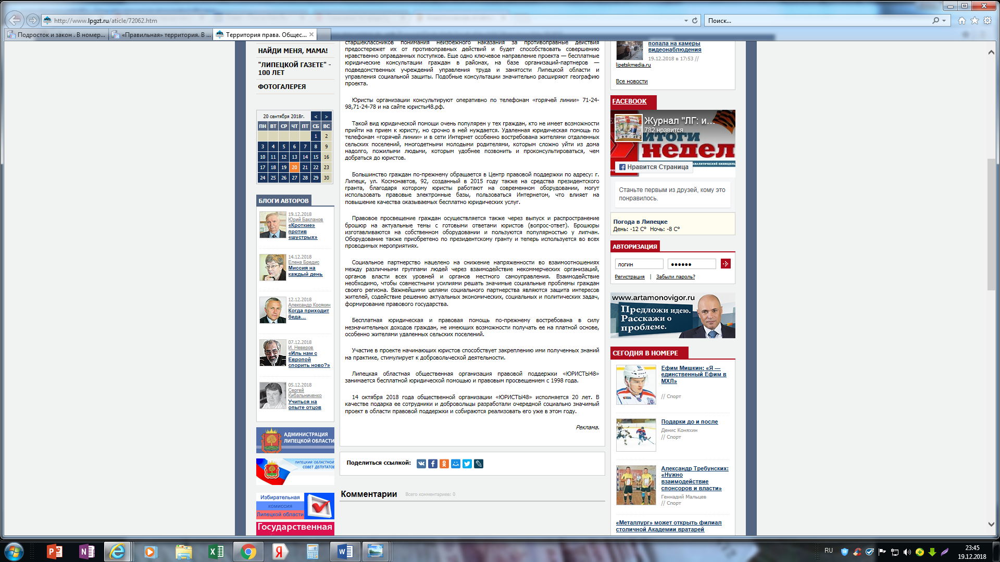 http://www.lpgzt.ru/aticle/72062.htm
Поиск...
Подросток и закон . В номер...
«Правильная» территория. В ...
Территория права. Общес...
НАЙДИ МЕНЯ, МАМА!
"ЛИПЕЦКОЙ ГАЗЕТЕ" -
100 ЛЕТ
ФОТОГАЛЕРЕЯ
20 сентября 2018г. < >
ПН ВТ СР ЧТ ПТ СБ ВС
1 2
3 4 5 6 7 8 9
10 11 12 13 14 15 16
17 18 19 20 21 22 23
24 25 26 27 28 29 30
БЛОГИ АВТОРОВ
19.12.2018
Юрий Бакланов
«Кроткие»
против
«шустрых»
14.12.2018
Елена Бредис
Миссия на
каждый день
12.12.2018
Александр Косякин
Когда приходит
беда...
07.12.2018
И. Неверов
«Иль нам с
Европой
спорить ново?»
05.12.2018
Сергей
Кибальниченко
Учиться на
опыте отцов
АДМИНИСТРАЦИЯ
ЛИПЕЦКОЙ ОБЛАСТИ
ЛИПЕЦКИЙ ОБЛАСТНОЙ
СОВЕТ ДЕПУТАТОВ
Избирательная
комиссия
Липецкой области
Государственная
старшеклассников понимания неизбежного наказания за противоправные действия
предостережет их от противоправных действий и будет способствовать совершению
нравственно оправданных поступков. Еще одно ключевое направление проекта — бесплатные
юридические консультации граждан в районах, на базе организаций-партнеров —
подведомственных учреждений управления труда и занятости Липецкой области и
управления социальной защиты. Подобные консультации значительно расширяют географию
проекта.
Юристы организации консультируют оперативно по телефонам «горячей линии» 71-24-
98,71-24-78 и на сайте юристы48.рф.
Такой вид юридической помощи очень популярен у тех граждан, кто не имеет возможности
прийти на прием к юристу, но срочно в ней нуждается. Удаленная юридическая помощь по
телефонам «горячей линии» и в сети Интернет особенно востребована жителями отдаленных
сельских поселений, многодетными молодыми родителями, которым сложно уйти из дома
надолго, пожилыми людьми, которым удобнее позвонить и проконсультироваться, чем
добраться до юристов.
Большинство граждан по-прежнему обращается в Центр правовой поддержки по адресу: г.
Липецк, ул. Космонавтов, 92, созданный в 2015 году также на средства президентского
гранта, благодаря которому юристы работают на современном оборудовании, могут
использовать правовые электронные базы, пользоваться Интернетом, что влияет на
повышение качества оказываемых бесплатно юридических услуг.
Правовое просвещение граждан осуществляется также через выпуск и распространение
брошюр на актуальные темы с готовыми ответами юристов (вопрос-ответ). Брошюры
изготавливаются на собственном оборудовании и пользуются популярностью у липчан.
Оборудование также приобретено по президентскому гранту и теперь используется во всех
проводимых мероприятиях.
Социальное партнерство нацелено на снижение напряженности во взаимоотношениях
между различными группами людей через взаимодействие некоммерческих организаций,
органов власти всех уровней и органов местного самоуправления. Взаимодействие
необходимо, чтобы совместными усилиями решать значимые социальные проблемы граждан
своего региона. Важнейшими целями социального партнерства являются защита интересов
жителей, содействие решению актуальных экономических, социальных и политических задач,
формирование правового государства.
Бесплатная юридическая и правовая помощь по-прежнему востребована в силу
незначительных доходов граждан, не имеющих возможности получать ее на платной основе,
особенно жителями удаленных сельских поселений.
Участие в проекте начинающих юристов способствует закреплению ими полученных знаний
на практике, стимулирует к добровольческой деятельности.
Липецкая областная общественная организация правовой поддержки «ЮРИСТЫ48»
занимается бесплатной юридической помощью и правовым просвещением с 1998 года.
14 октября 2018 года общественной организации «ЮРИСТЫ48» исполняется 20 лет. В
качестве подарка ее сотрудники и добровольцы разработали очередной социально значимый
проект в области правовой поддержки и собираются реализовать его уже в этом году.
Реклама.
Поделиться ссылкой:
Комментарии Всего комментариев: 0
попала на камеры
видеонаблюдения
19.12.2018 в 17:53 //
lipetskmedia.ru
Все новости
FACEBOOK
Журнал "ЛГ: и...
782 нравится
итоги
недел
Нравится Страница
Станьте первым из друзей, кому это
понравилось.
Погода в Липецке
День: -12 C° Ночь: -8 C°
АВТОРИЗАЦИЯ
логин ••••••
Регистрация | Забыли пароль?
www.artamonovigor.ru
Предложи идею.
Расскажи о
проблеме.
СЕГОДНЯ В НОМЕРЕ
Ефим Мишкин: «Я —
единственный Ефим в
МХЛ»
// Спорт
Подарки до и после
Денис Коняхин
// Спорт
Александр Требунских:
«Нужно
взаимодействие
спонсоров и власти»
Геннадий Мальцев
// Спорт
«Металлург» может открыть филиал
столичной Академии вратарей
RU
23:45
19.12.2018